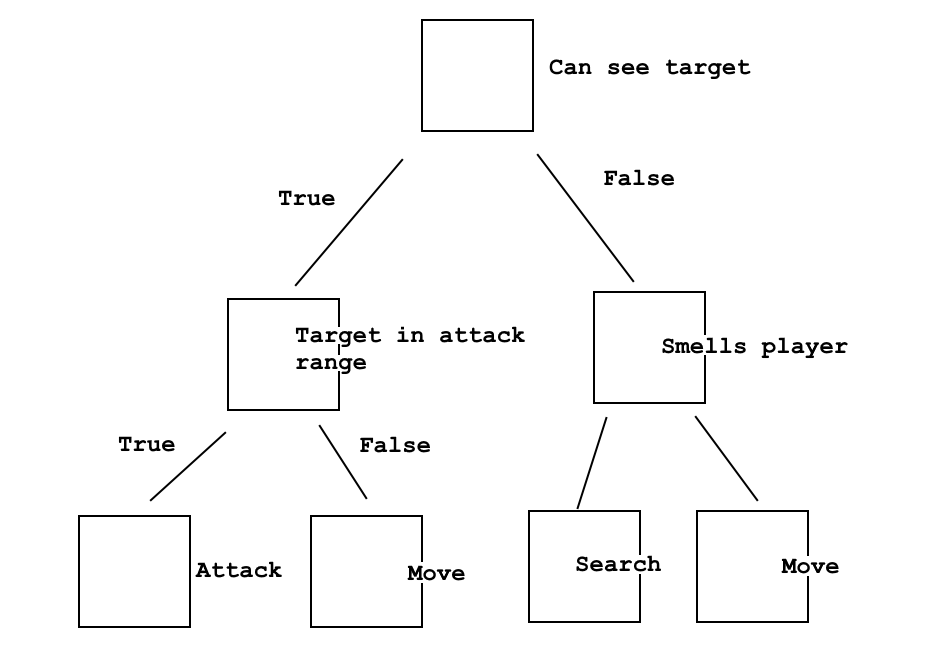 Can see target
True
False
Target in attack
range
Smells player
True
False
Attack
Move
Search
Move